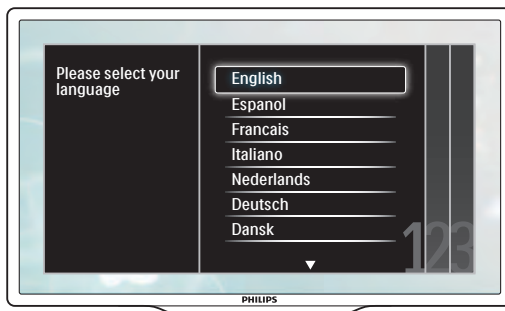 Please select your
language
English
Espanol
Francais
Italiano
Nederlands
Deutsch
Dansk
123
PHILIPS